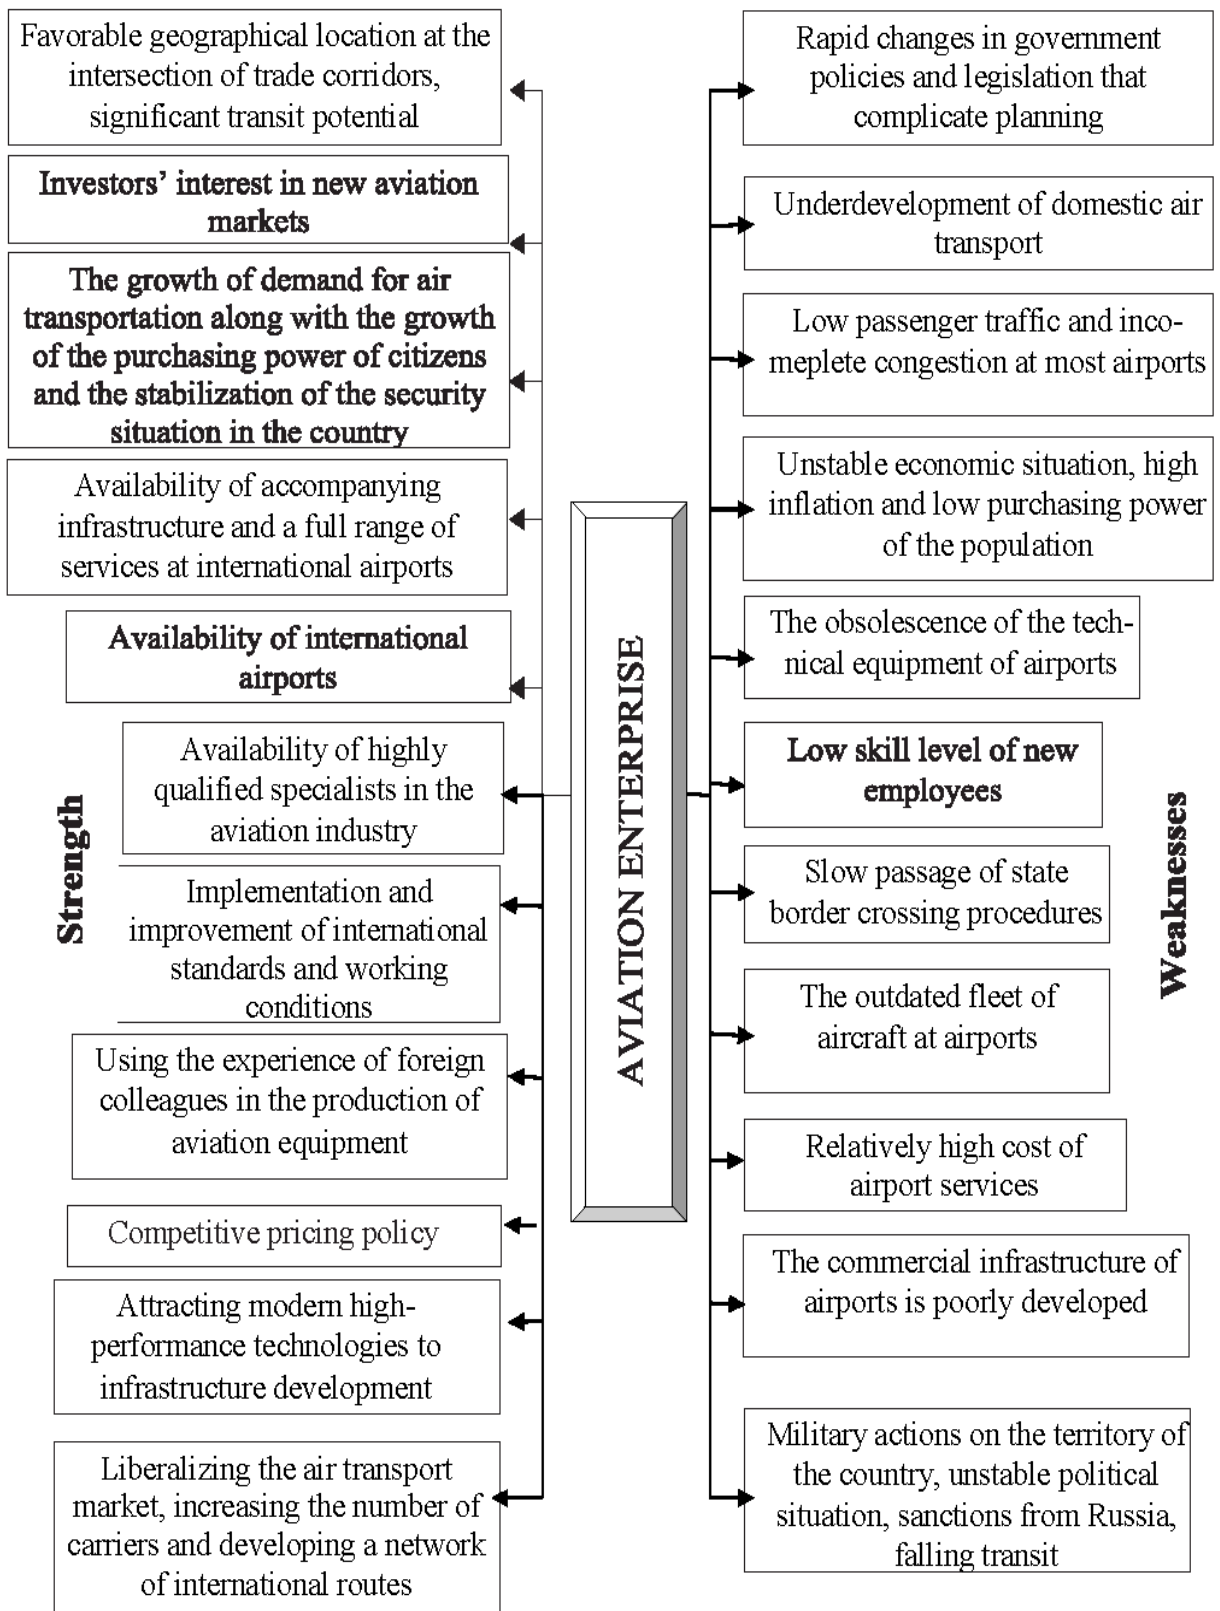 Favorable geographical location at the
intersection of trade corridors,
significant transit potential
Investors' interest in new aviation
markets
The growth of demand for air
transportation along with the growth
of the purchasing power of citizens
and the stabilization of the security
situation in the country
Availability of accompanying
infrastructure and a full range of
services at international airports
Availability of international
airports
Availability of highly
qualified specialists in the
aviation industry
Implementation and
improvement of international
standards and working
conditions
Using the experience of foreign
colleagues in the production of
aviation equipment
Competitive pricing policy
Attracting modern high-
performance technologies to
infrastructure development
Liberalizing the air transport
market, increasing the number of
carriers and developing a network
of international routes
Strength
AVIATION ENTERPRISE
Rapid changes in government
policies and legislation that
complicate planning
Underdevelopment of domestic air
transport
Low passenger traffic and inco-
meplete congestion at most airports
Unstable economic situation, high
inflation and low purchasing power
of the population
The obsolescence of the tech-
nical equipment of airports
Low skill level of new
employees
Slow passage of state
border crossing procedures
The outdated fleet of
aircraft at airports
Relatively high cost of
airport services
The commercial infrastructure of
airports is poorly developed
Military actions on the territory of
the country, unstable political
situation, sanctions from Russia,
falling transit
Weaknesses